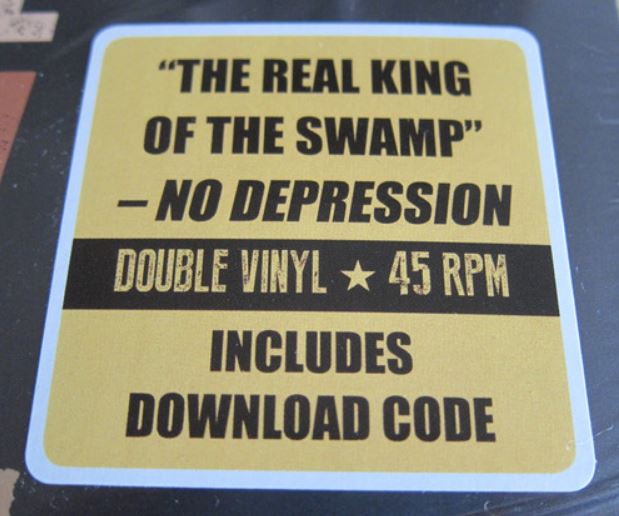 “THE REAL KING
OF THE SWAMP”
– NO DEPRESSION
DOUBLE VINYL ★ 45 RPM
INCLUDES
DOWNLOAD CODE